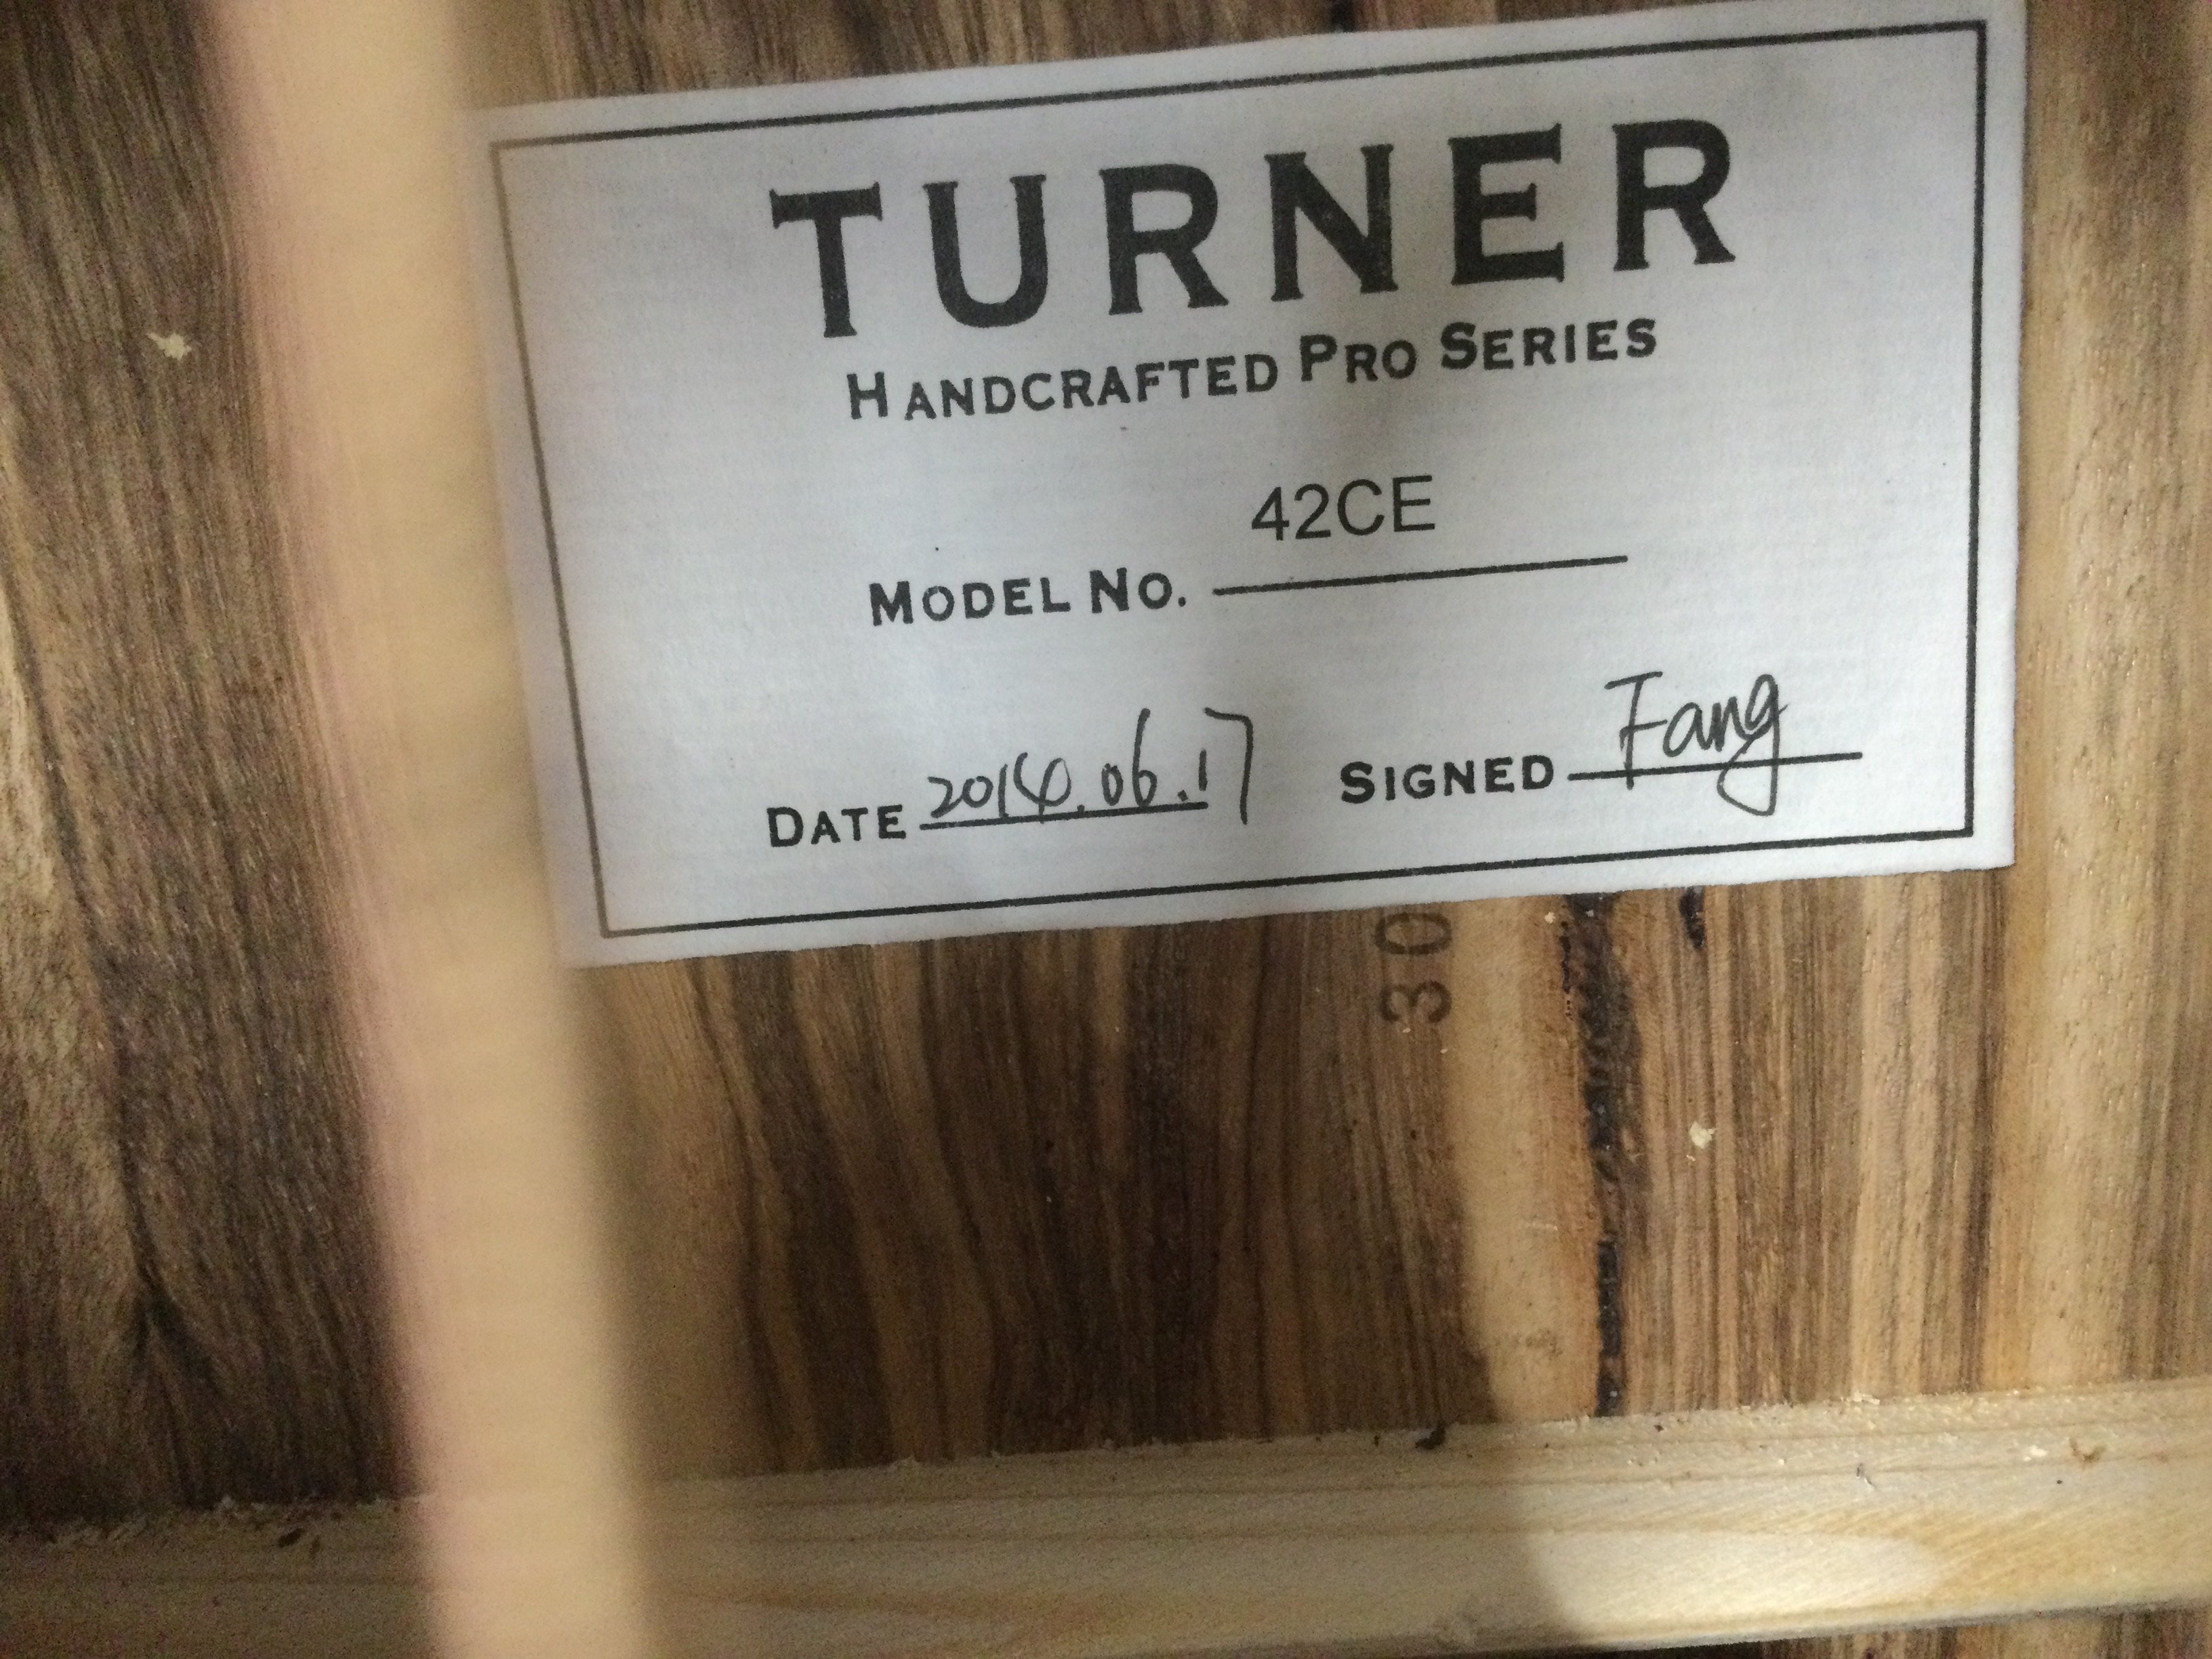 TURNER
HANDCRAFTED PRO SERIES
42CE
MODEL NO.
DATE 2014.06.17 SIGNED Fang
30